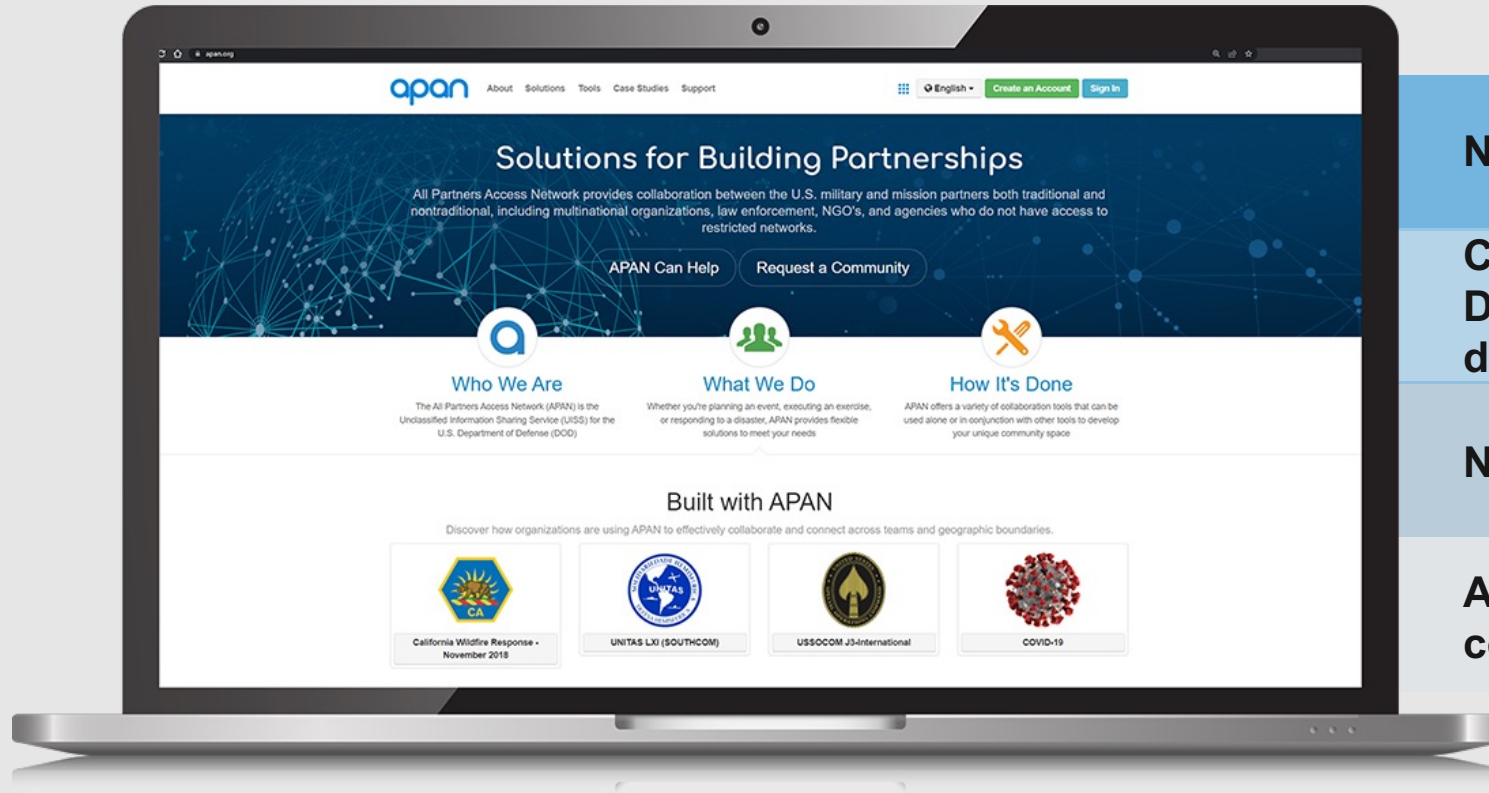 apan.org
apan About Solutions Tools Case Studies Support English Create an Account Sign In
Solutions for Building Partnerships
All Partners Access Network provides collaboration between the U.S. military and mission partners both traditional and
nontraditional, including multinational organizations, law enforcement, NGO's, and agencies who do not have access to
restricted networks.
APAN Can Help Request a Community
Who We Are
The All Partners Access Network (APAN) is the
Unclassified Information Sharing Service (UISS) for the
U.S. Department of Defense (DOD)
What We Do
Whether you're planning an event, executing an exercise,
or responding to a disaster, APAN provides flexible
solutions to meet your needs
How It's Done
APAN offers a variety of collaboration tools that can be
used alone or in conjunction with other tools to develop
your unique community space
Built with APAN
Discover how organizations are using APAN to effectively collaborate and connect across teams and geographic boundaries.
CA
California Wildfire Response -
November 2018
UNITAS
UNITAS LXI (SOUTHCOM)
USSOCOM J3-International
COVID-19
N
C
D
d
N
A
c